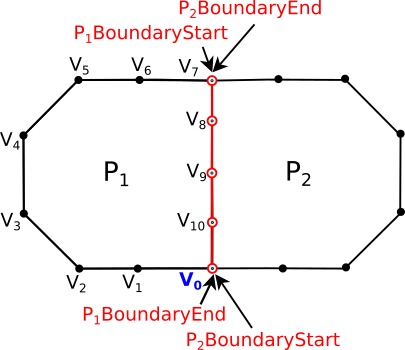 P₂BoundaryEnd
P₁BoundaryStart
V₅ V₆ V₇
V₈
V₄
P₁ P₂
V₉
V₃ V₁₀
V₂ V₁ V₀
P₁BoundaryEnd
P₂BoundaryStart